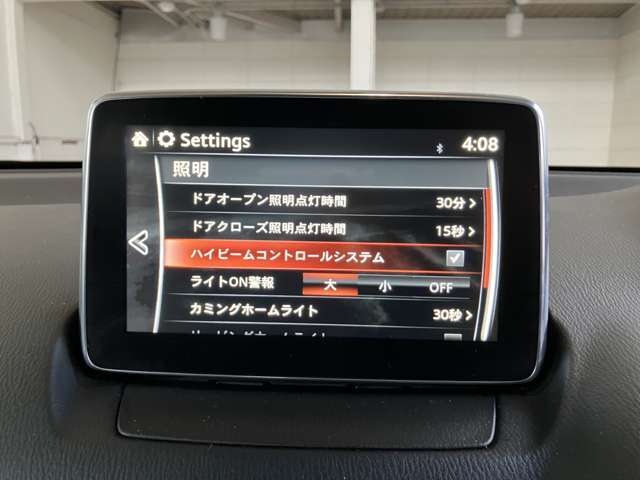 Settings 4:08
照明
ドアオープン照明点灯時間 30分
ドアクローズ照明点灯時間 15秒
ハイビームコントロールシステム
ライトON警報 大 小 OFF
カミングホームライト 30秒